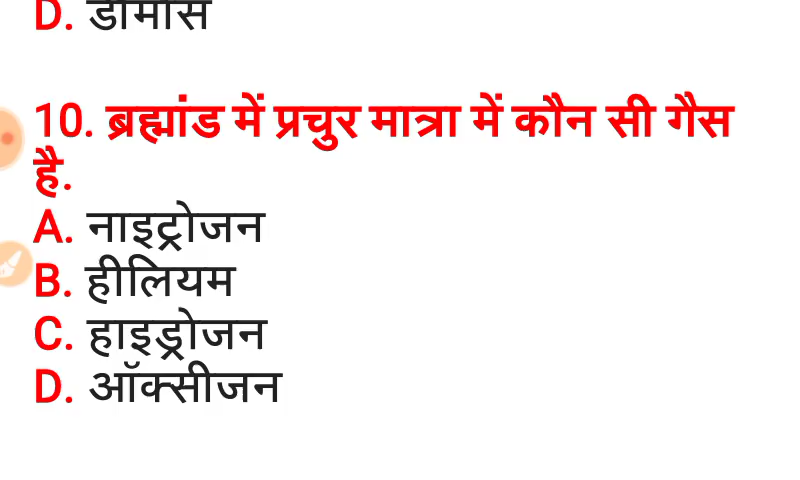 D. डीमोस
10. ब्रह्मांड में प्रचुर मात्रा में कौन सी गैस
है.
A. नाइट्रोजन
B. हीलियम
C. हाइड्रोजन
D. ऑक्सीजन